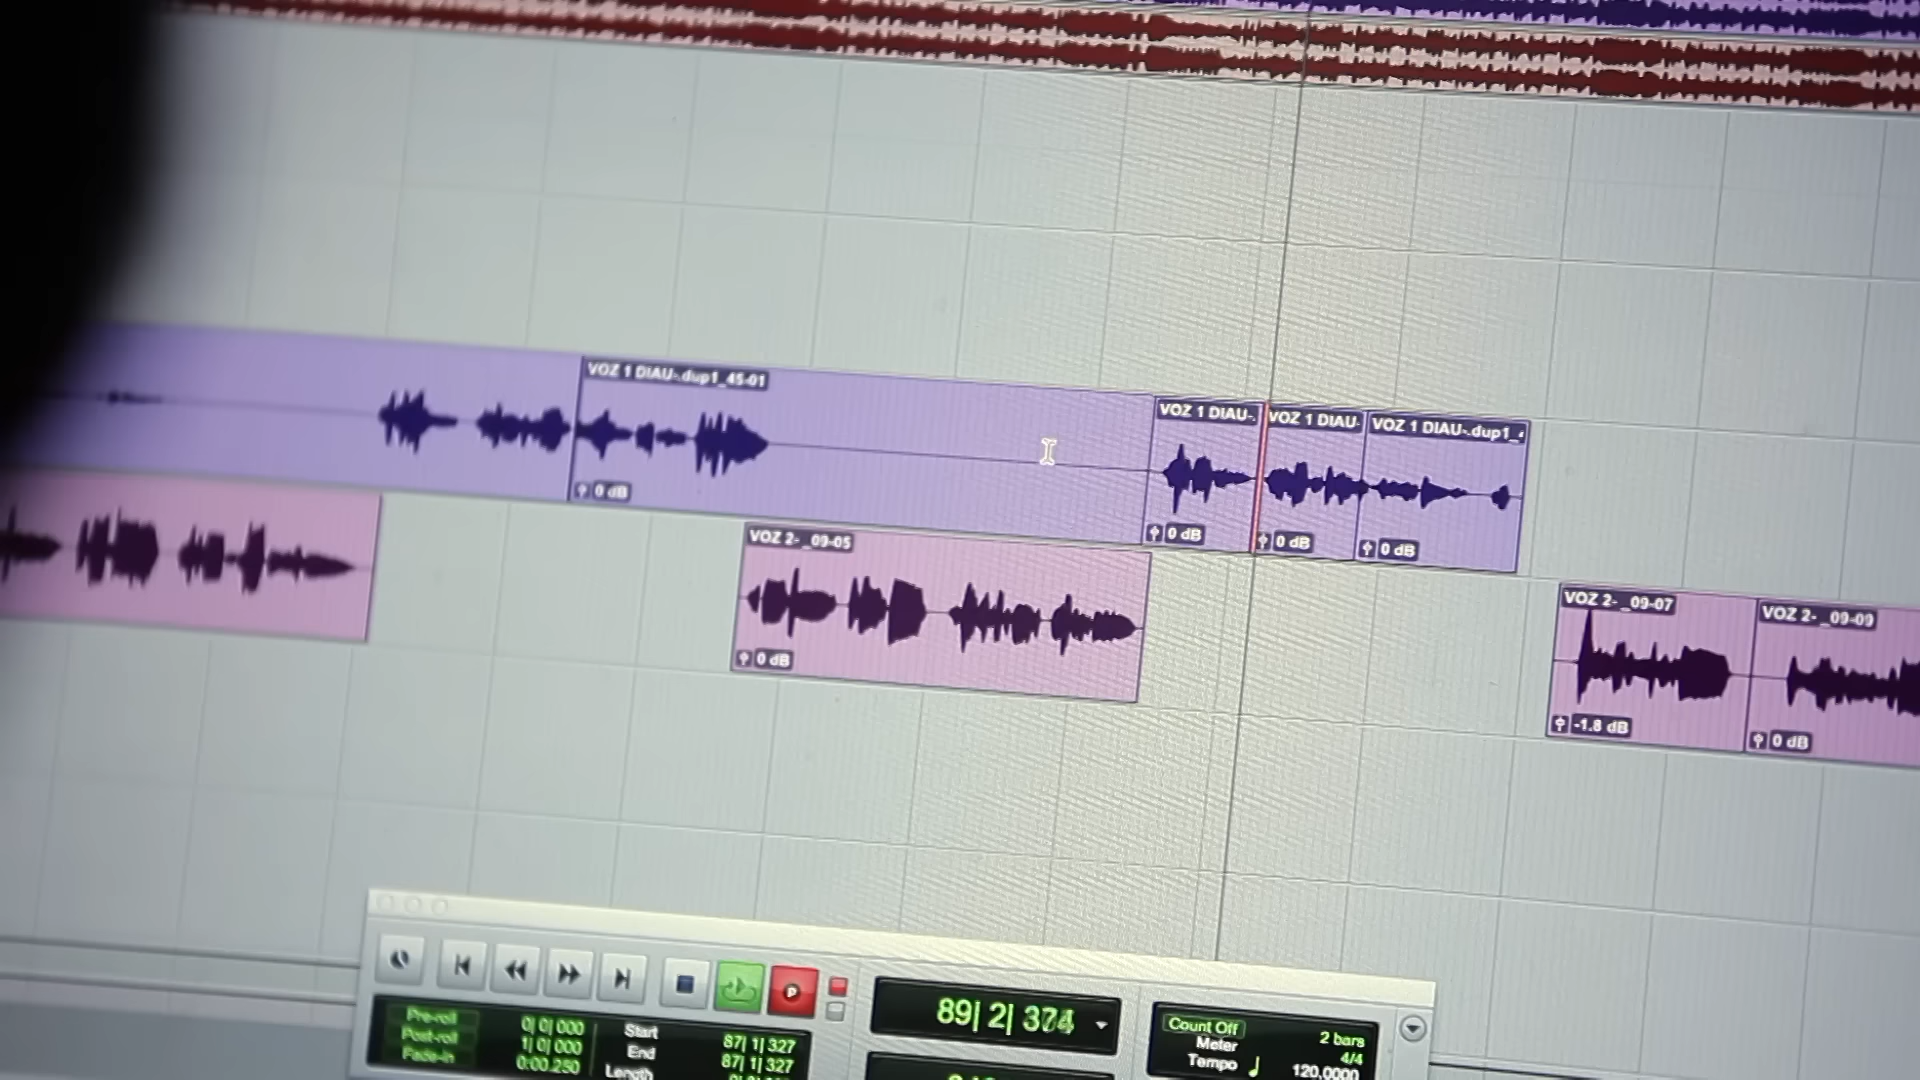 VOZ 1 DIAU-.dup1_45-01
0 dB
VOZ 1 DIAU-.
0 dB
VOZ 1 DIAU-
0 dB
VOZ 1 DIAU-.dup1_
0 dB
VOZ 2-_09-05
0 dB
VOZ 2-_09-07
-1.8 dB
VOZ 2-_09-09
0 dB
P
Pre-roll 0| 0| 000
Post-roll 1| 0| 000
Fade-in 0:00.250
Start 87| 1| 327
End 87| 1| 327
Length
89| 2| 374
Count Off 2 bars
Meter 4/4
Tempo 120,0000